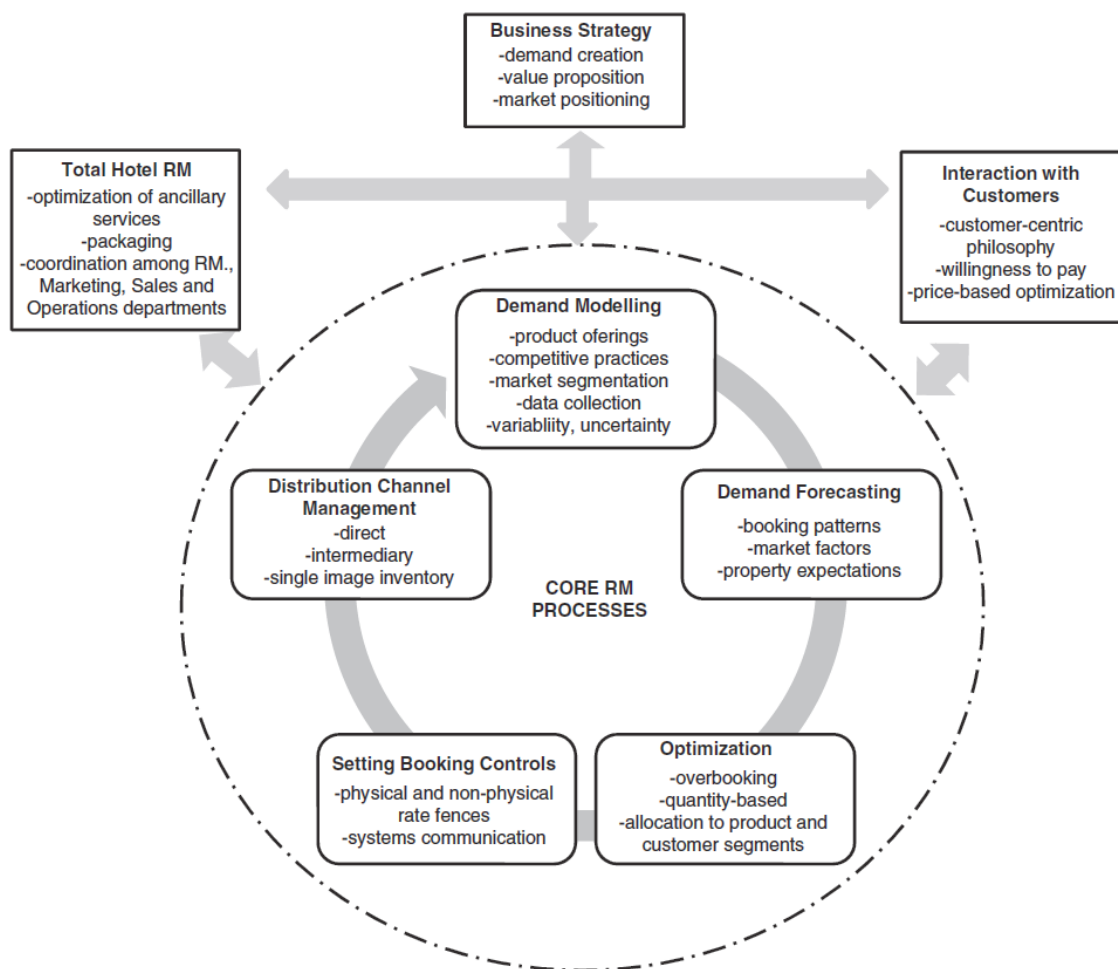 Business Strategy
-demand creation
-value proposition
-market positioning
Total Hotel RM
-optimization of ancillary
services
-packaging
-coordination among RM.,
Marketing, Sales and
Operations departments
Interaction with
Customers
-customer-centric
philosophy
-willingness to pay
-price-based optimization
Demand Modelling
-product oferings
-competitive practices
-market segmentation
-data collection
-variabliity, uncertainty
Distribution Channel
Management
-direct
-intermediary
-single image inventory
Demand Forecasting
-booking patterns
-market factors
-property expectations
CORE RM
PROCESSES
Setting Booking Controls
-physical and non-physical
rate fences
-systems communication
Optimization
-overbooking
-quantity-based
-allocation to product and
customer segments